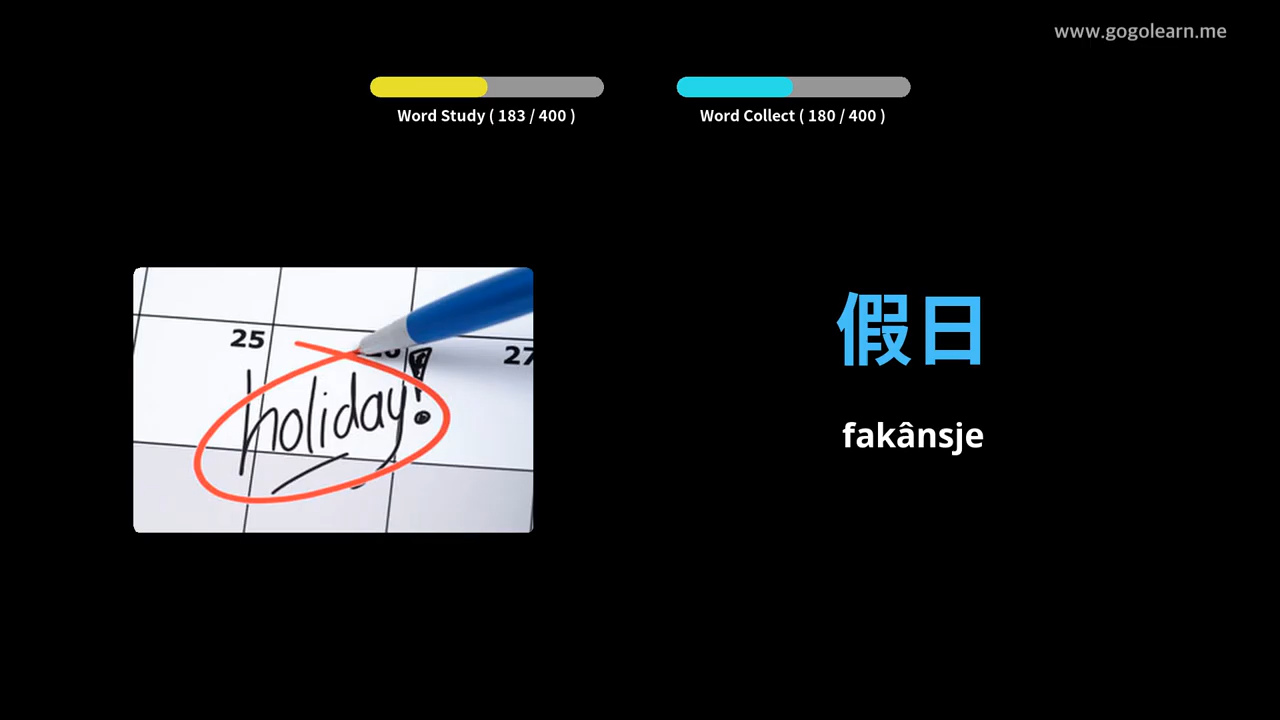 www.gogolearn.me
Word Study ( 183 / 400 )
Word Collect ( 180 / 400 )
25
27
holiday!
假日
fakânsje